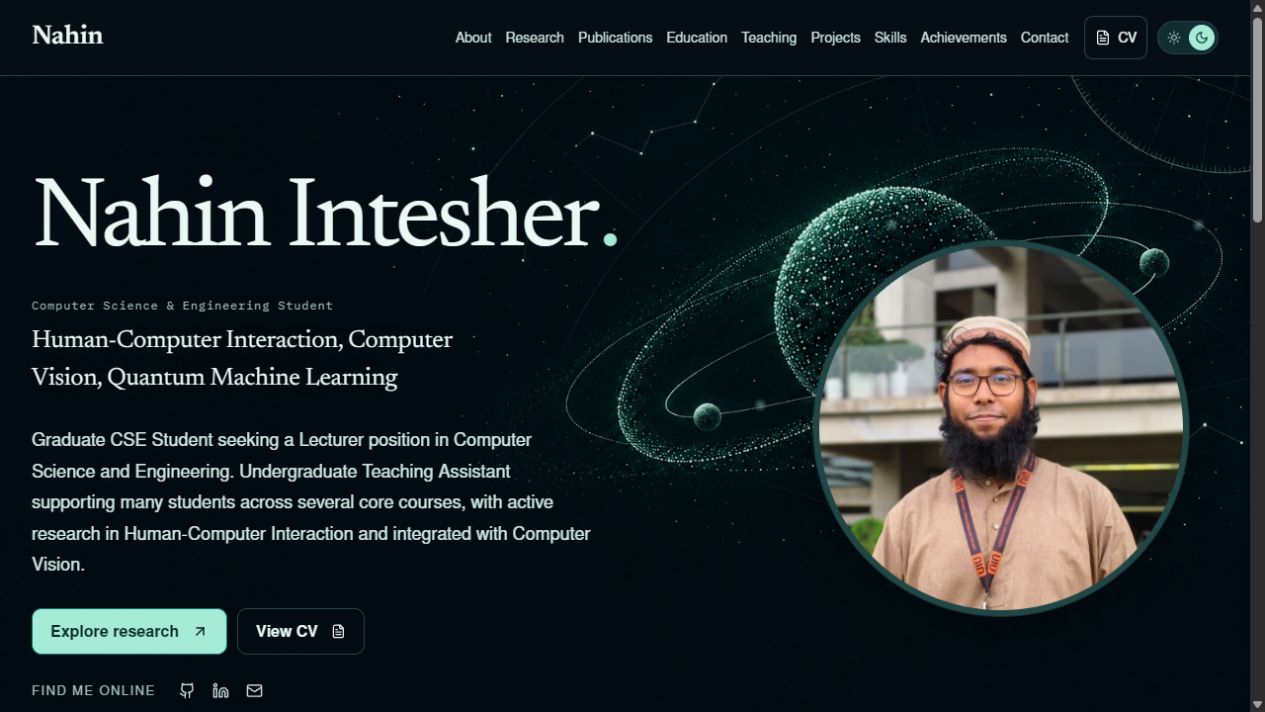 Nahin
About Research Publications Education Teaching Projects Skills Achievements Contact CV
Nahin Intesher.
Computer Science & Engineering Student
Human-Computer Interaction, Computer
Vision, Quantum Machine Learning
Graduate CSE Student seeking a Lecturer position in Computer
Science and Engineering. Undergraduate Teaching Assistant
supporting many students across several core courses, with active
research in Human-Computer Interaction and integrated with Computer
Vision.
Explore research View CV
FIND ME ONLINE